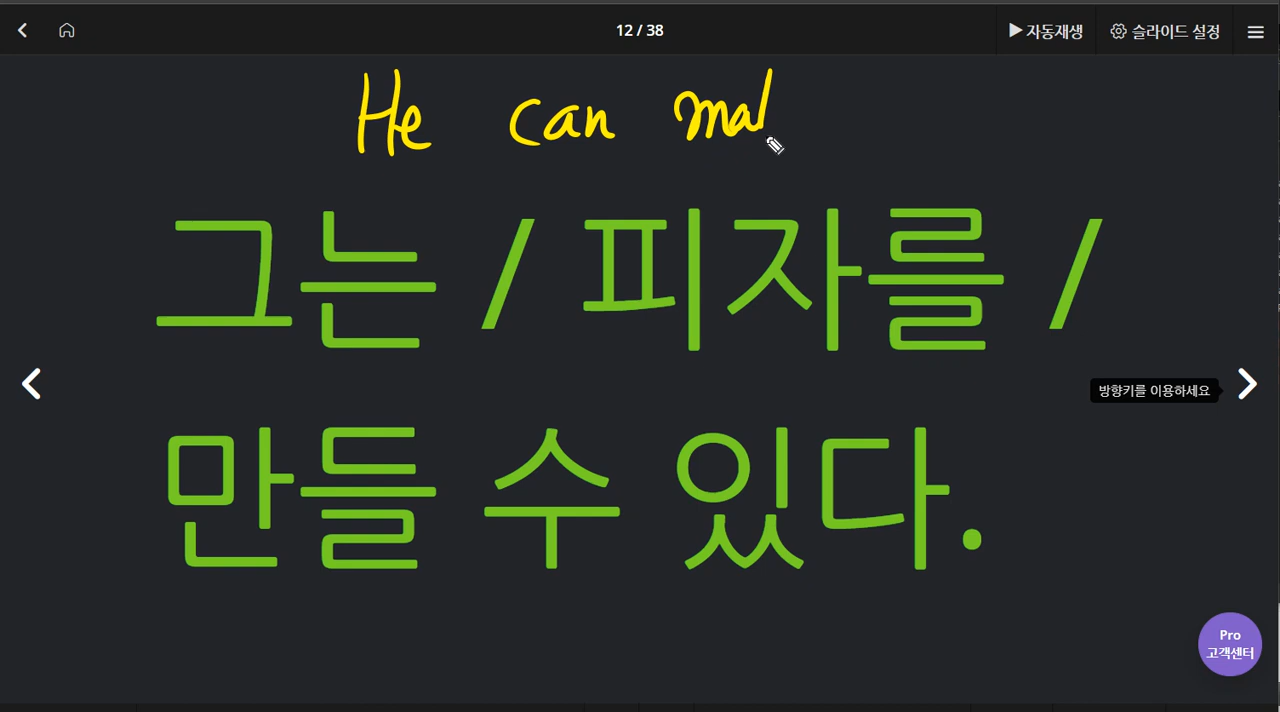 12 / 38
▶ 자동재생
슬라이드 설정
He can mal
그는 / 피자를 /
방향키를 이용하세요
만들 수 있다.
Pro
고객센터